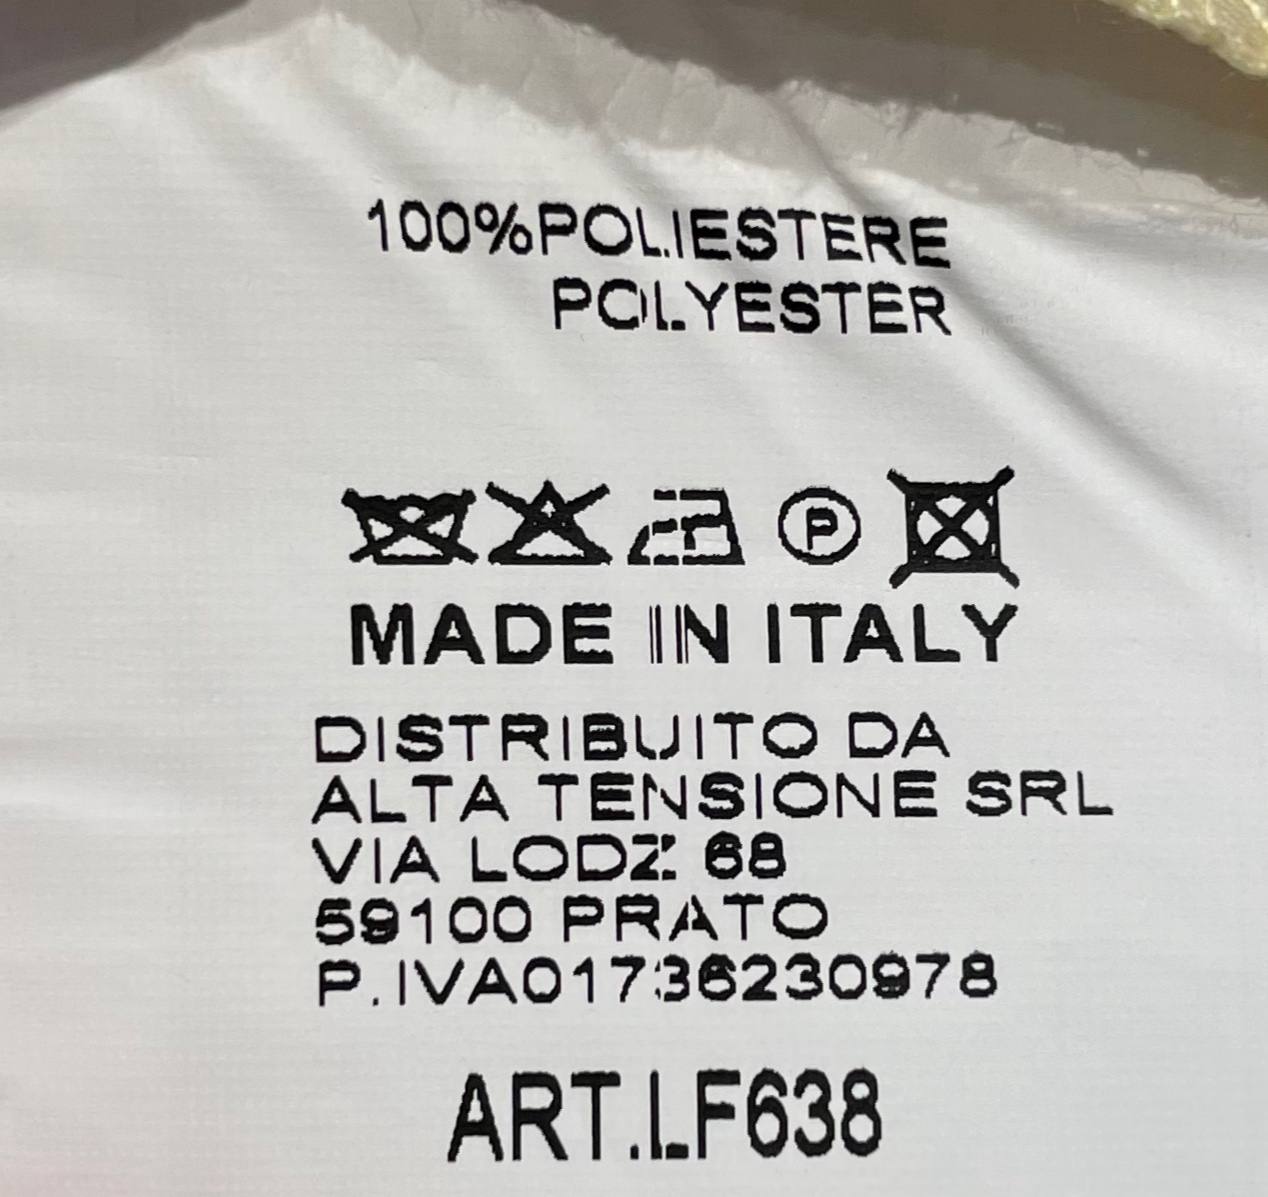 100%POLIESTERE
POLYESTER
P
MADE IN ITALY
DISTRIBUITO DA
ALTA TENSIONE SRL
VIA LODZ 68
59100 PRATO
P.IVA01736230978
ART.LF638